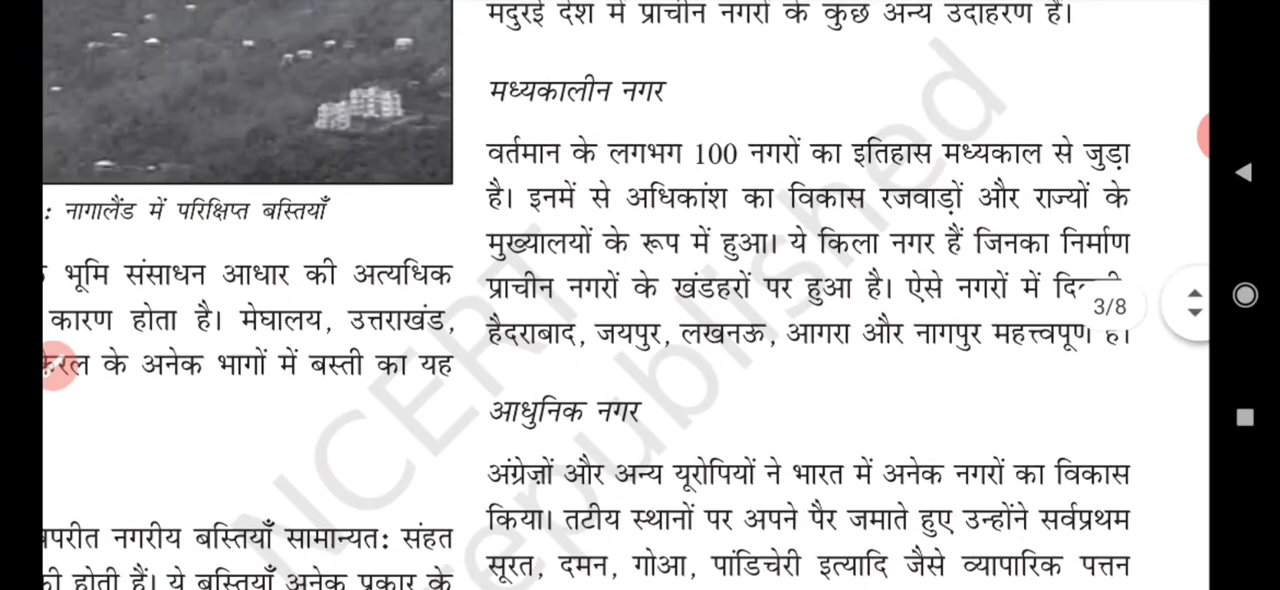 : नागालैंड में परिक्षिप्त बस्तियाँ
भूमि संसाधन आधार की अत्यधिक
कारण होता है। मेघालय, उत्तराखंड,
केरल के अनेक भागों में बस्ती का यह
नगरीय बस्तियाँ सामान्यत: संहत
होती हैं। ये बस्तियाँ अनेक प्रकार के
मदुरई देश में प्राचीन नगरों के कुछ अन्य उदाहरण हैं।
मध्यकालीन नगर
वर्तमान के लगभग 100 नगरों का इतिहास मध्यकाल से जुड़ा
है। इनमें से अधिकांश का विकास रजवाड़ों और राज्यों के
मुख्यालयों के रूप में हुआ। ये किला नगर हैं जिनका निर्माण
प्राचीन नगरों के खंडहरों पर हुआ है। ऐसे नगरों में
हैदराबाद, जयपुर, लखनऊ, आगरा और नागपुर महत्त्वपूर्ण हैं।
आधुनिक नगर
अंग्रेज़ों और अन्य यूरोपियों ने भारत में अनेक नगरों का विकास
किया। तटीय स्थानों पर अपने पैर जमाते हुए उन्होंने सर्वप्रथम
सूरत, दमन, गोआ, पांडिचेरी इत्यादि जैसे व्यापारिक पत्तन
3/8
NCERT
republished